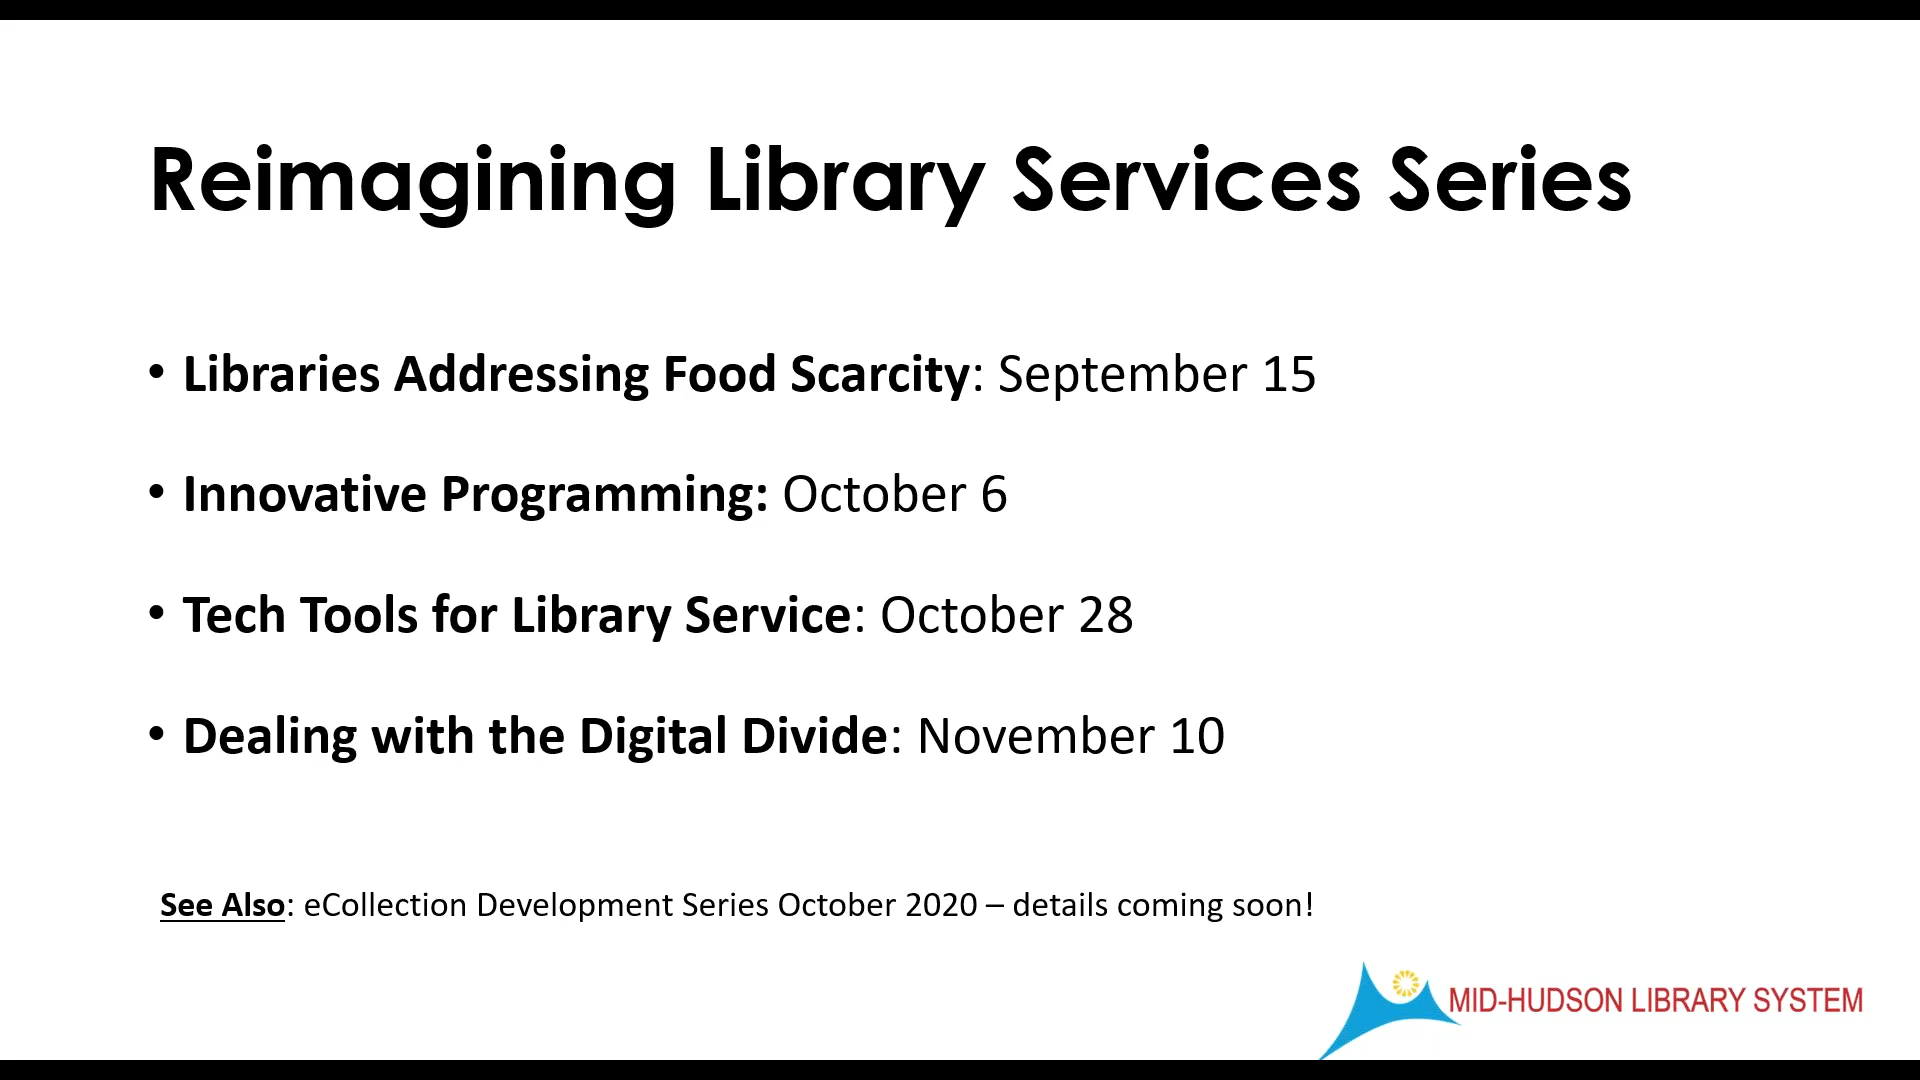 Reimagining Library Services Series
• Libraries Addressing Food Scarcity: September 15
• Innovative Programming: October 6
• Tech Tools for Library Service: October 28
• Dealing with the Digital Divide: November 10
See Also: eCollection Development Series October 2020 – details coming soon!
MID-HUDSON LIBRARY SYSTEM